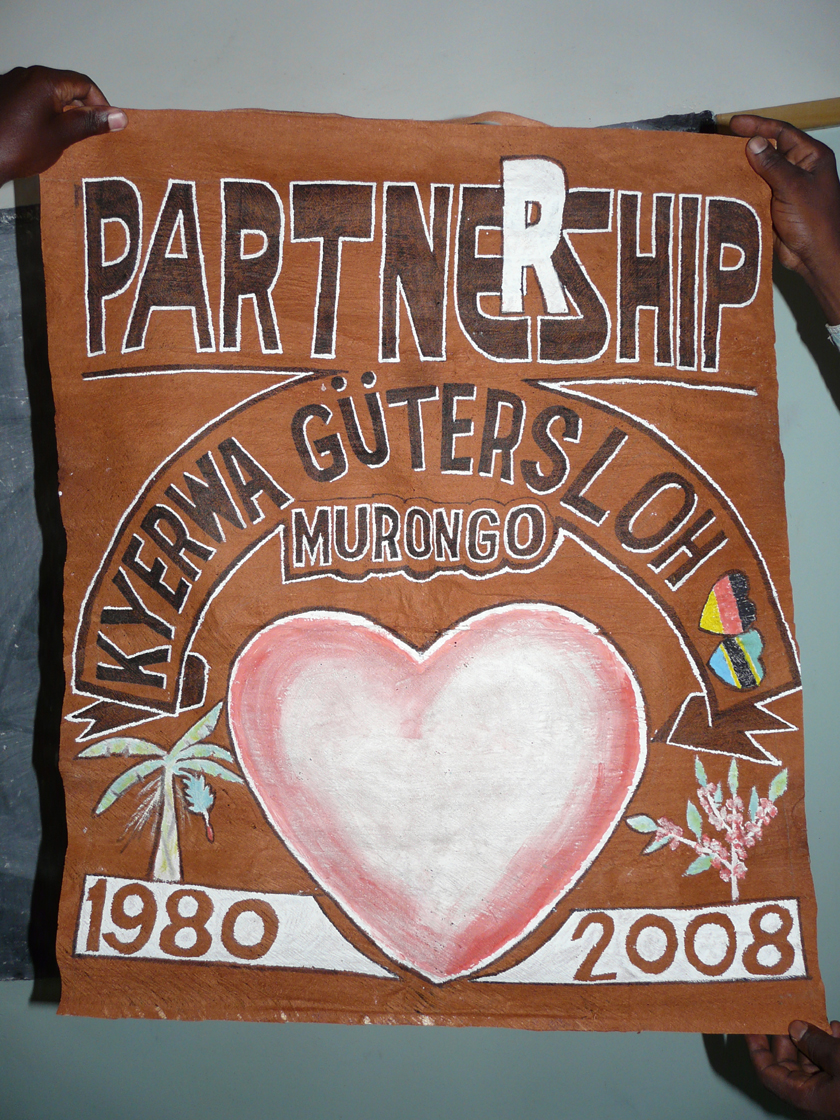 PARTNERSHIP
KYERWA GÜTERSLOH
MURONGO
1980
2008